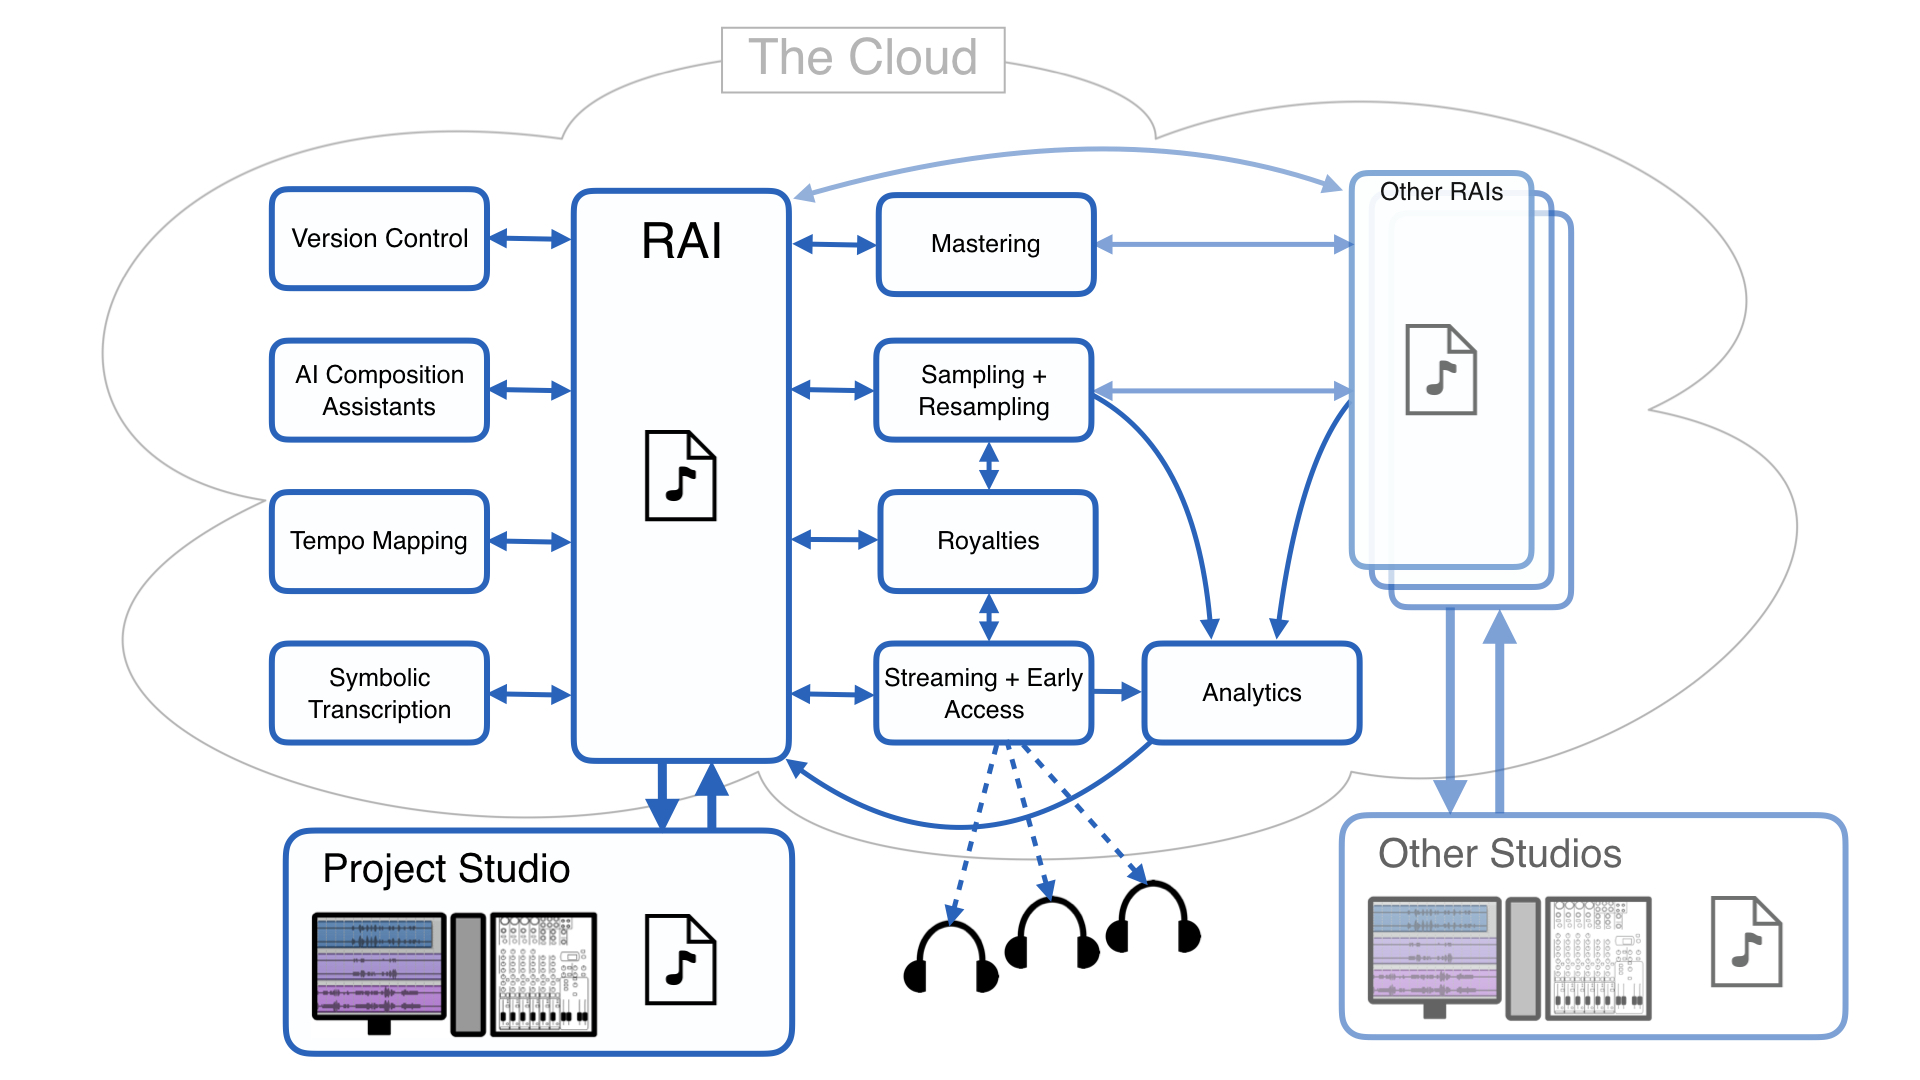 The Cloud
Version Control
RAI
Mastering
Other RAIs
AI Composition
Assistants
Sampling +
Resampling
Tempo Mapping
Royalties
Symbolic
Transcription
Streaming + Early
Access
Analytics
Project Studio
Other Studios